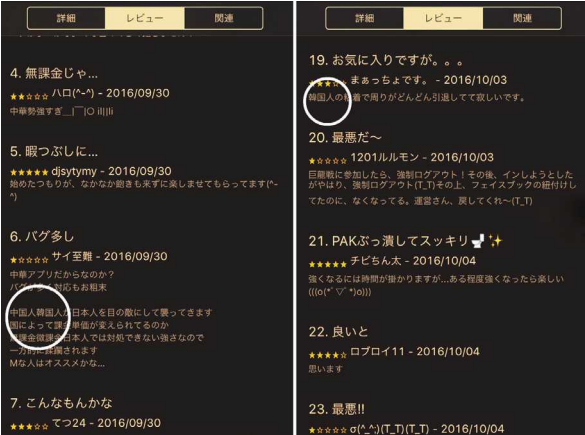 詳細 レビュー 関連
4. 無課金じゃ...
★★☆☆☆ ハロ(^-^) - 2016/09/30
中華勢強すぎ_|￣|○ il||li
5. 暇つぶしに...
★★★★★ djsytymy - 2016/09/30
始めたつもりが、なかなか飽きも来ずに楽しませてもらってます(^-
^)
6. バグ多し
★☆☆☆☆ サイ至難 - 2016/09/30
中華アプリだからなのか？
バグが多く対応もお粗末
中国人韓国人が日本人を目の敵にして襲ってきます
国によって課金単価が変えられてるのか
無課金微課金日本人では対処できない強さなので
一方的に蹂躙されます
Mな人はオススメかな...
7. こんなもんかな
★★★☆☆ てつ24 - 2016/09/30
詳細 レビュー 関連
19. お気に入りですが。。。
★★★☆☆ まぁっちょです。 - 2016/10/03
韓国人の粘着で周りがどんどん引退してて寂しいです。
20. 最悪だ〜
★☆☆☆☆ 1201ルルモン - 2016/10/03
巨龍戦に参加したら、強制ログアウト！その後、インしようとした
がやはり、強制ログアウト(T_T)その上、フェイスブックの紐付けし
てたのに、なくなってる。運営さん、戻してくれ〜(T_T)
21. PAKぶっ潰してスッキリ🚽✨
★★★★★ チビちん太 - 2016/10/04
強くなるには時間が掛かりますが...ある程度強くなったら楽しい
(((o(*ﾟ▽ﾟ*)o)))
22. 良いと
★★★★☆ ロブロイ11 - 2016/10/04
思います
23. 最悪!!
★☆☆☆☆ σ(^_^;)(T_T)(T_T) - 2016/10/04